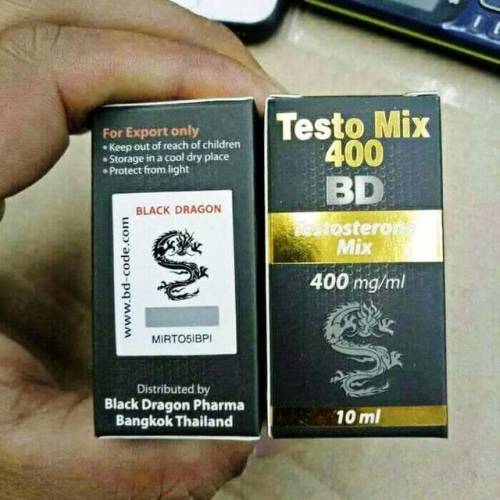 For Export only
• Keep out of reach of children
• Storage in a cool dry place
• Protect from light
www.bd-code.com
BLACK DRAGON
MIRTO5IBPI
Distributed by
Black Dragon Pharma
Bangkok Thailand
Testo Mix
400
BD
Testosterone
Mix
400 mg/ml
10 ml